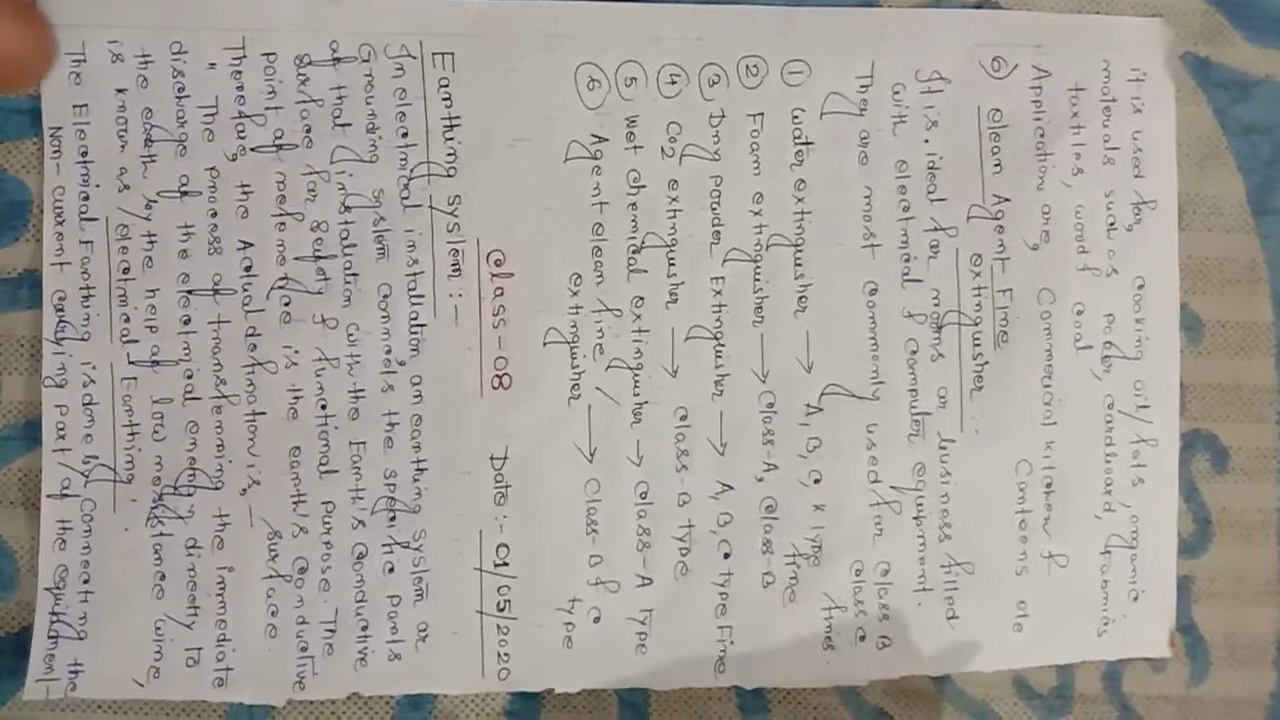 it is used for, cooking oil/fats, organic
materials such as paper, cardboard, fabrics
textiles, wood & coal
Application are, Commercial kitchen &
Canteens etc
6) clean Agent Fire
extinguisher :-
It is ideal for rooms or business filled
with electrical & computer equipment.
They are most commonly used for class B
class c
fires.
① water extinguisher → A, B, C, K type
fire
② Foam extinguisher → class-A, class-B
③ Dry powder Extinguisher → A, B, C type Fire
④ CO2 extinguisher → class-B type
⑤ wet chemical extinguisher → class-A type
⑥ Agent clean fire/
extinguisher → class-B & C
type
class-08 Date :- 01/05/2020
Earthing System :-
In electrical installation an earthing system or
Grounding system connects the specific parts
of that installation with the Earth's conductive
surface for safety & functional purpose. The
point of reference is the earth's conductive
surface.
Therefore, the Actual definition is, —
" The process of transferring the immediate
discharge of the electrical energy directly to
the earth by the help of low resistance wire,
is known as electrical Earthing'.
The Electrical Earthing is done by Connecting the
Non-current carrying part of the equipment-